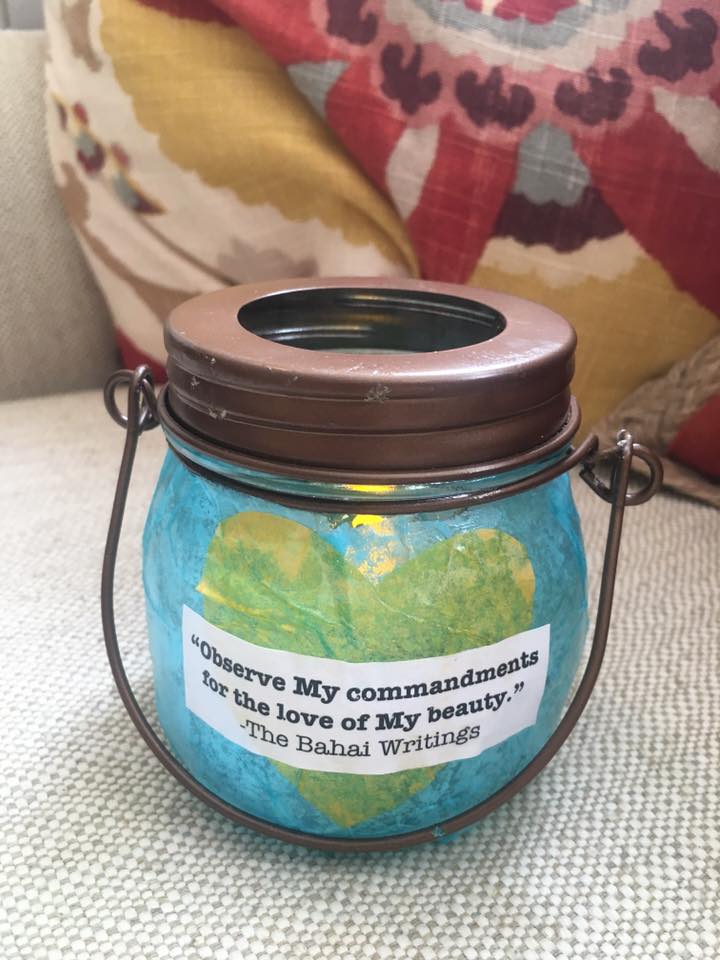 “Observe My commandments
for the love of My beauty.”
-The Bahai Writings